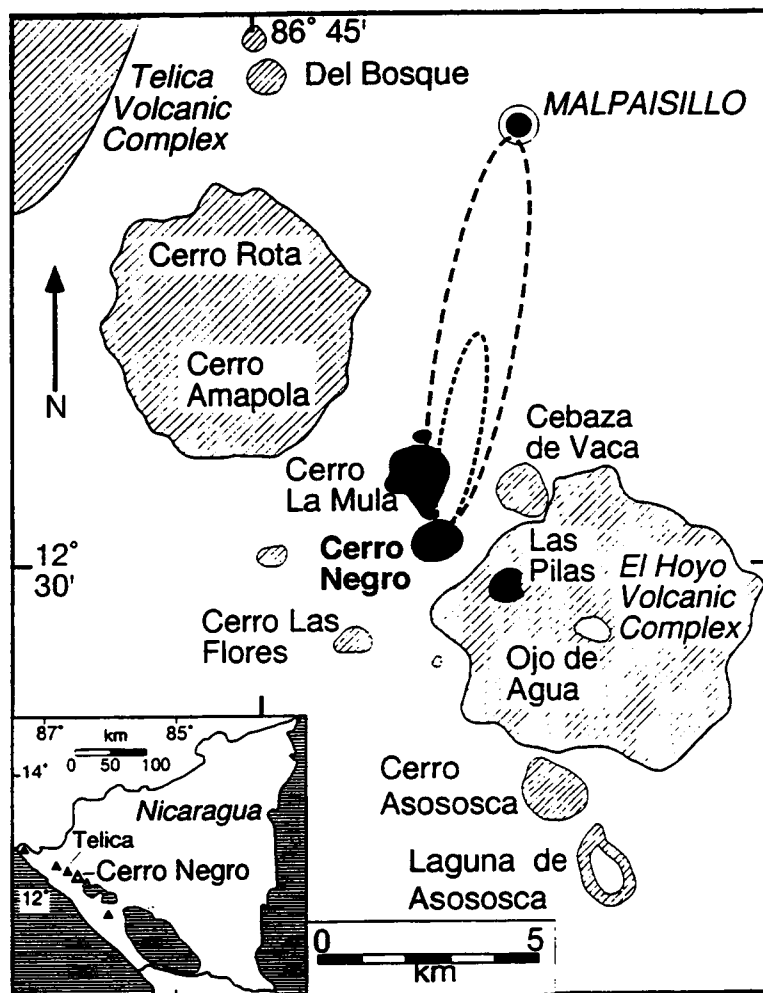 86° 45'
Telica
Volcanic
Complex
Del Bosque
MALPAISILLO
Cerro Rota
Cerro
Amapola
N
Cebaza
de Vaca
Cerro
La Mula
12°
30'
Cerro
Negro
Las
Pilas
El Hoyo
Volcanic
Complex
Cerro Las
Flores
Ojo de
Agua
87° 85°
km
0 50 100
14°
Nicaragua
Telica
Cerro Negro
12°
Cerro
Asososca
Laguna de
Asososca
0 5
km